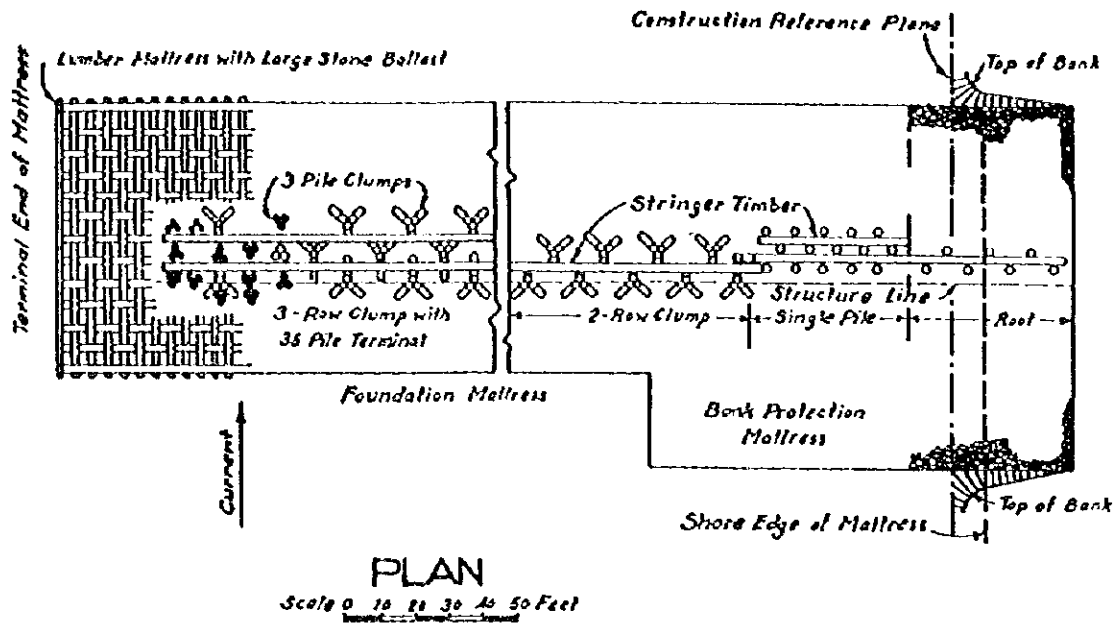 Construction Reference Plane
Top of Bank
Lumber Mattress with Large Stone Ballast
Terminal End of Mattress
3 Pile Clumps
Stringer Timber
Structure Line
3-Row Clump with
38 Pile Terminal
2-Row Clump
Single Pile
Root
Foundation Mattress
Bank Protection
Mattress
Current
Top of Bank
Shore Edge of Mattress
PLAN
Scale 0 10 20 30 40 50 Feet